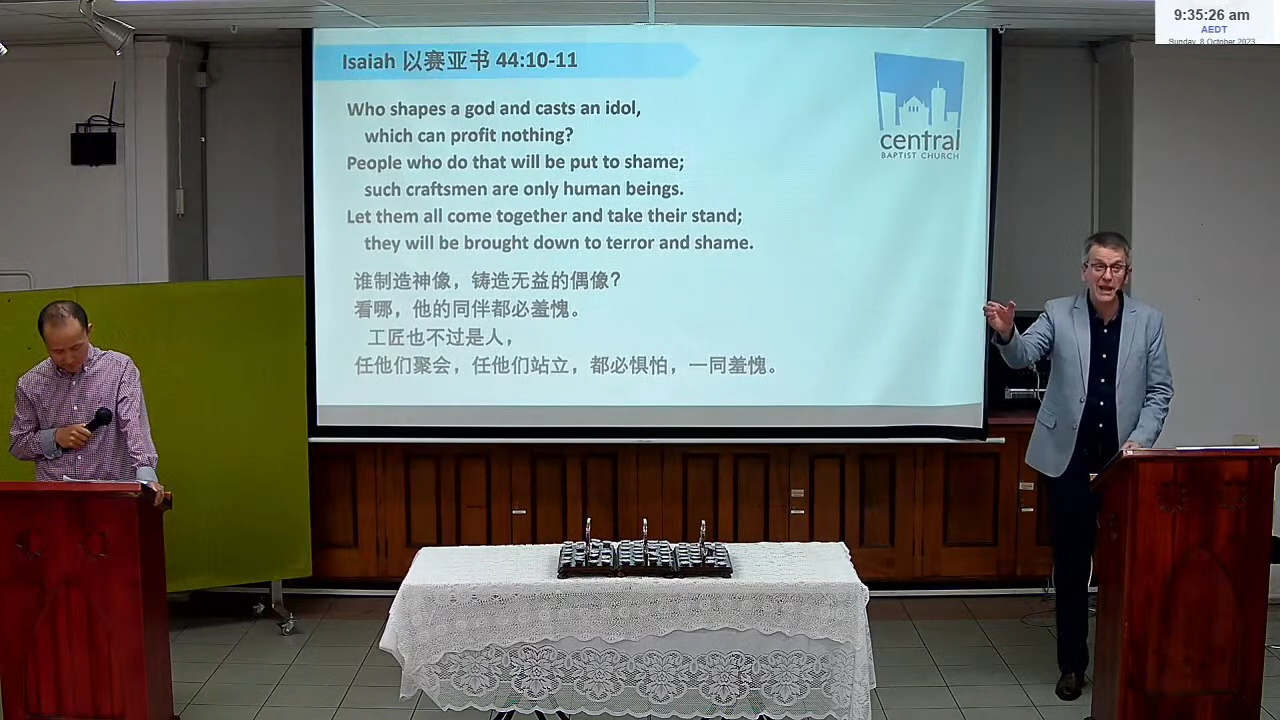 9:35:26 am
AEDT
Sunday, 8 October 2023
Isaiah 以赛亚书 44:10-11
central
BAPTIST CHURCH
Who shapes a god and casts an idol,
which can profit nothing?
People who do that will be put to shame;
such craftsmen are only human beings.
Let them all come together and take their stand;
they will be brought down to terror and shame.
谁制造神像，铸造无益的偶像？
看哪，他的同伴都必羞愧。
工匠也不过是人，
任他们聚会，任他们站立，都必惧怕，一同羞愧。